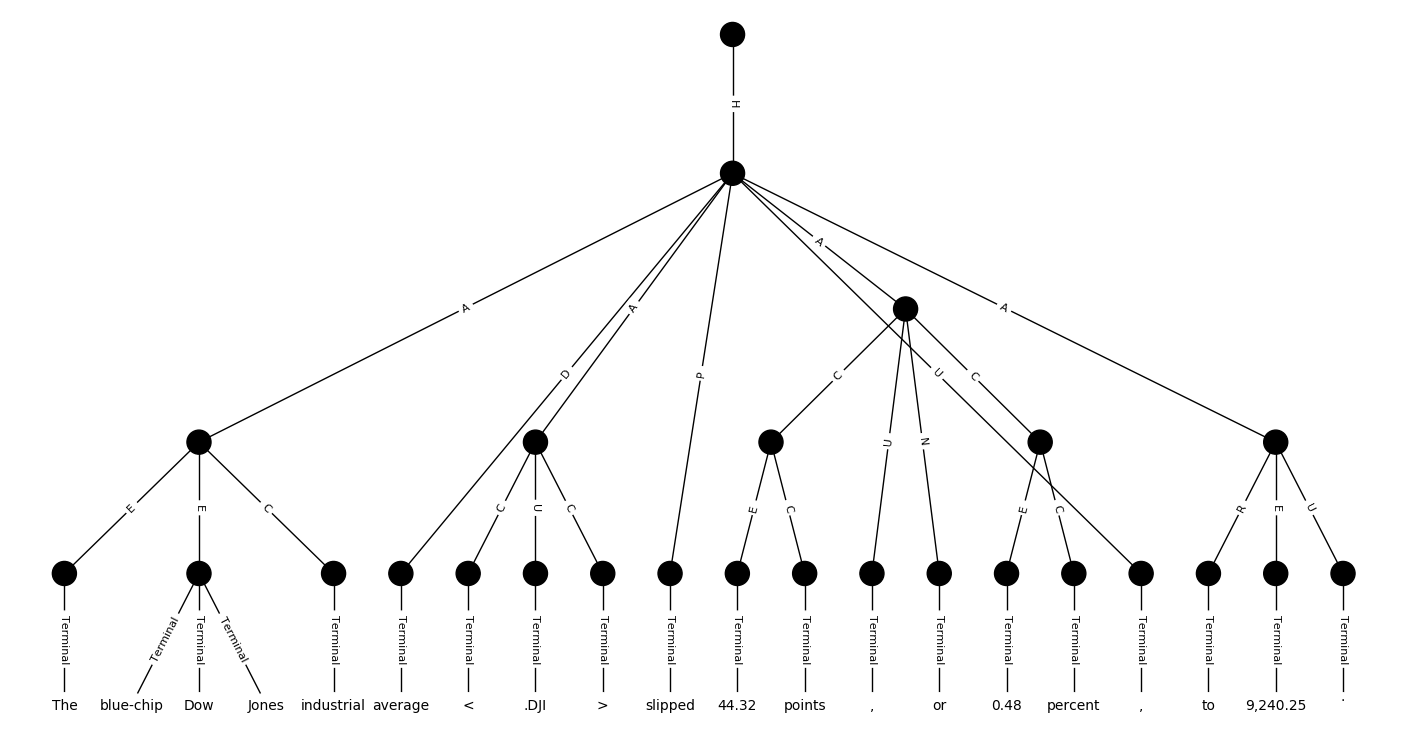 H
A
D
A
P
A
U
A
C
U
N
C
E
E
C
C
U
C
E
C
E
C
R
E
U
Terminal Terminal Terminal Terminal Terminal Terminal Terminal Terminal Terminal Terminal Terminal Terminal Terminal Terminal Terminal Terminal Terminal Terminal Terminal Terminal
The blue-chip Dow Jones industrial average < .DJI > slipped 44.32 points , or 0.48 percent , to 9,240.25 .